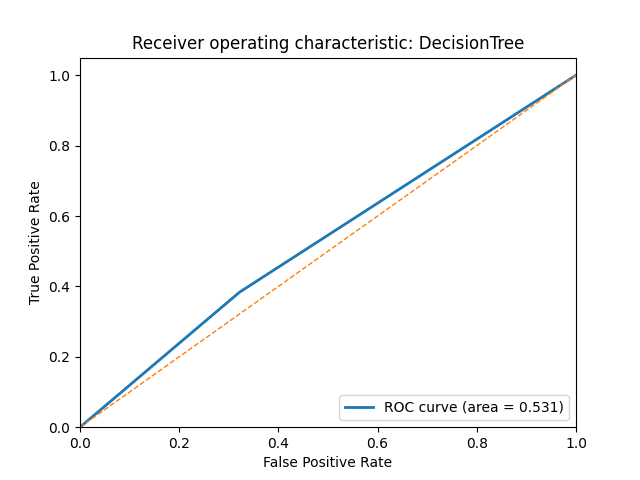 Receiver operating characteristic: DecisionTree
1.0
0.8
0.6
0.4
0.2
0.0
True Positive Rate
ROC curve (area = 0.531)
0.0 0.2 0.4 0.6 0.8 1.0
False Positive Rate